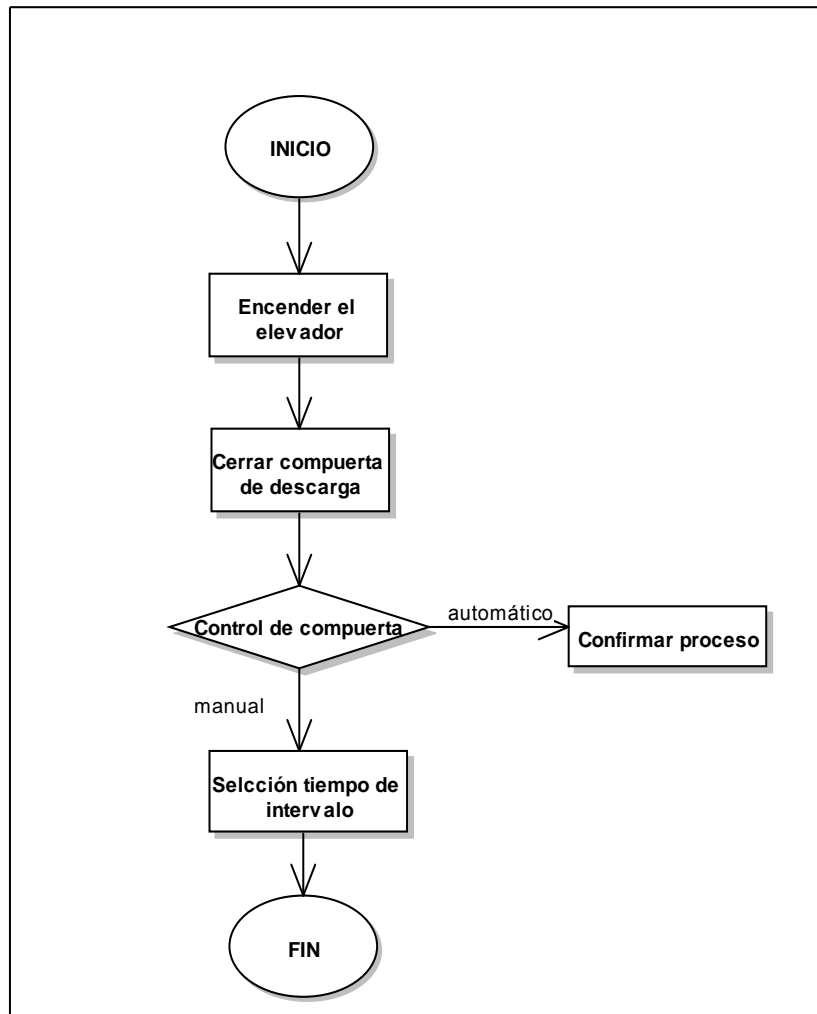 INICIO
Encender el
elevador
Cerrar compuerta
de descarga
Control de compuerta
automático
Confirmar proceso
manual
Selcción tiempo de
intervalo
FIN